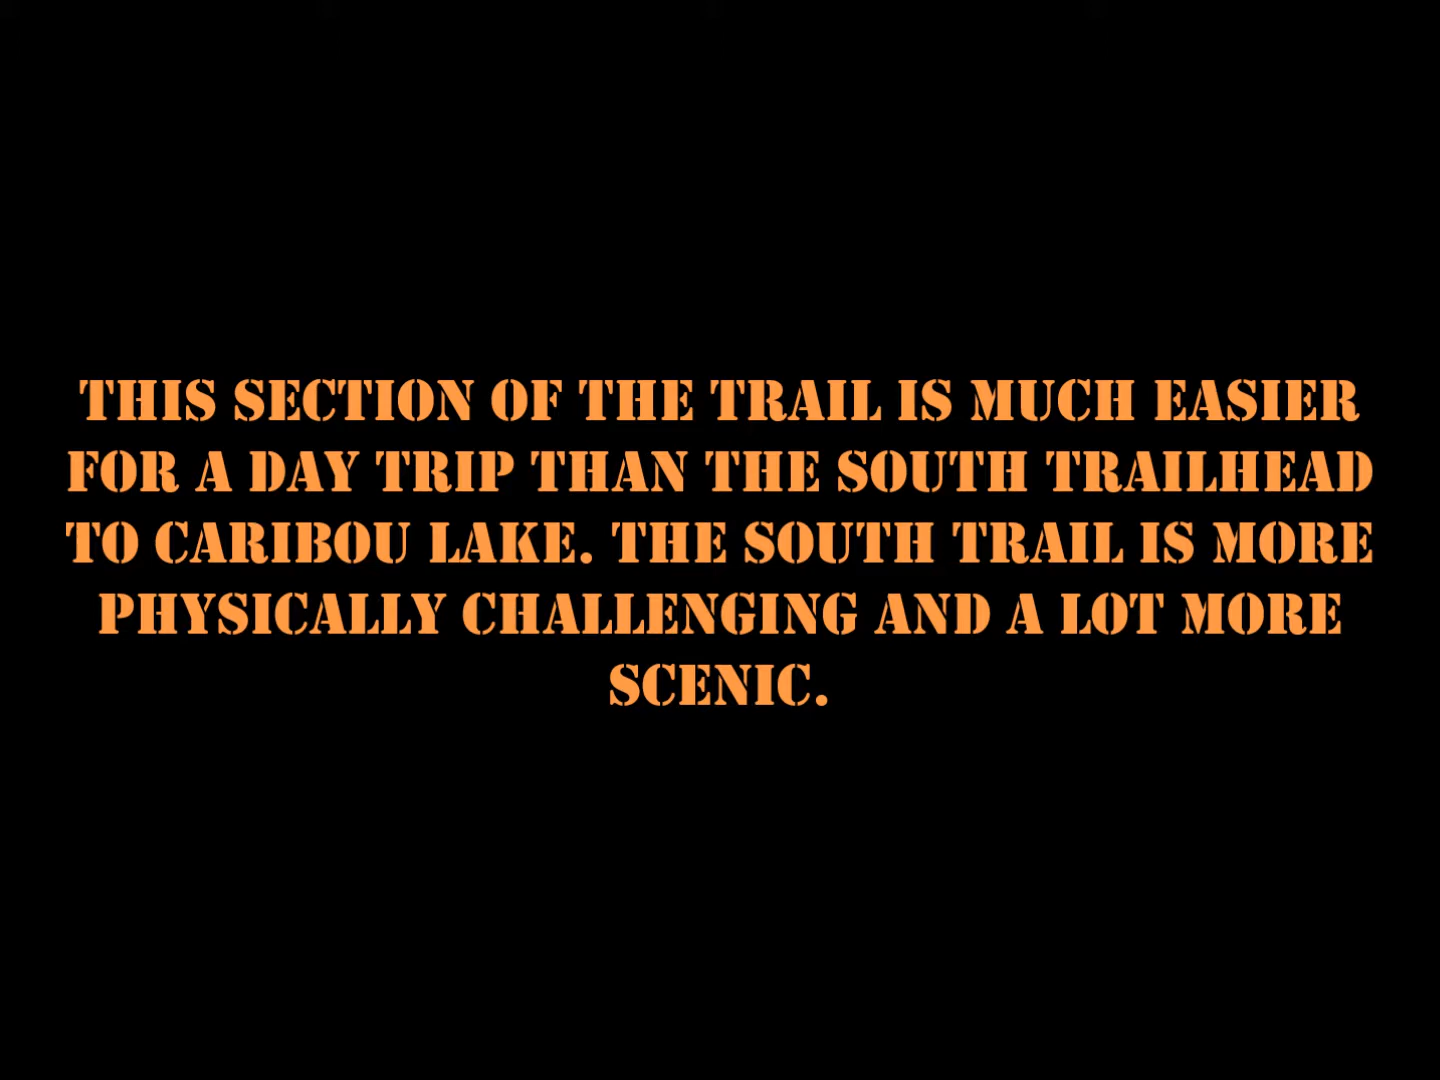 THIS SECTION OF THE TRAIL IS MUCH EASIER
FOR A DAY TRIP THAN THE SOUTH TRAILHEAD
TO CARIBOU LAKE. THE SOUTH TRAIL IS MORE
PHYSICALLY CHALLENGING AND A LOT MORE
SCENIC.